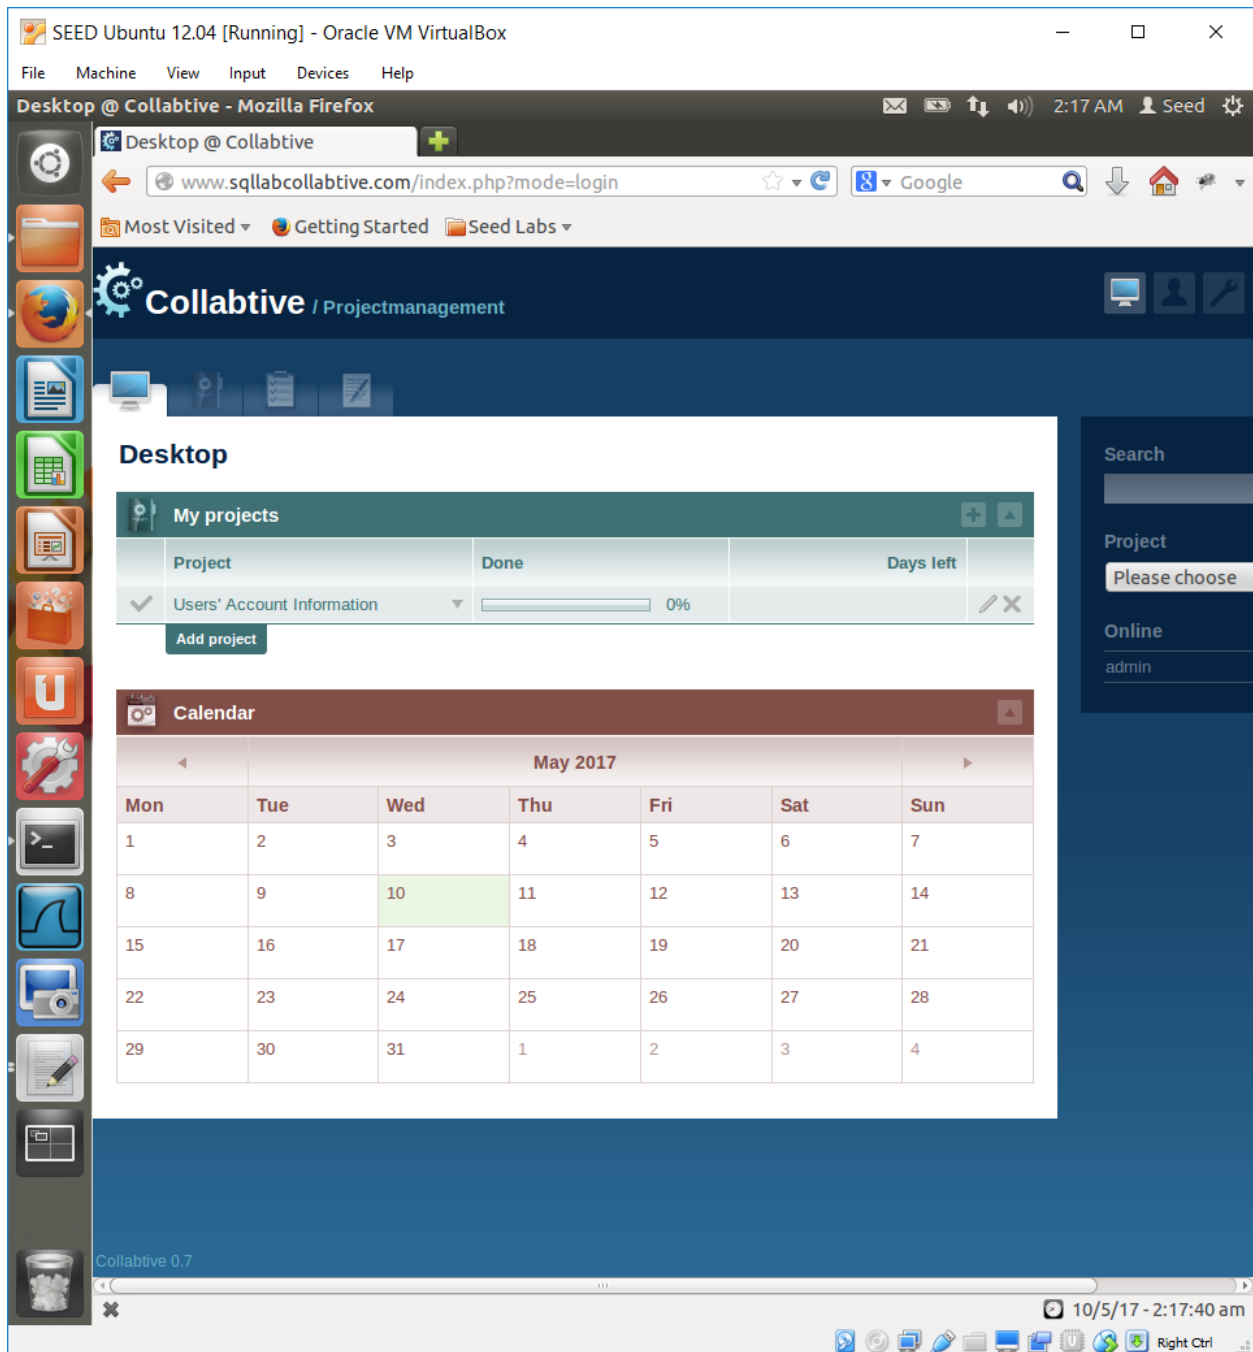 SEED Ubuntu 12.04 [Running] - Oracle VM VirtualBox
File Machine View Input Devices Help
Desktop @ Collabtive - Mozilla Firefox 2:17 AM Seed
Desktop @ Collabtive
www.sqllabcollabtive.com/index.php?mode=login Google
Most Visited Getting Started Seed Labs
Collabtive / Projectmanagement
Desktop
Search
My projects
Project
Project Done Days left
Please choose
Users' Account Information 0%
Online
Add project
admin
Calendar
May 2017
Mon Tue Wed Thu Fri Sat Sun
1 2 3 4 5 6 7
8 9 10 11 12 13 14
15 16 17 18 19 20 21
22 23 24 25 26 27 28
29 30 31 1 2 3 4
Collabtive 0.7
10/5/17 - 2:17:40 am
Right Ctrl